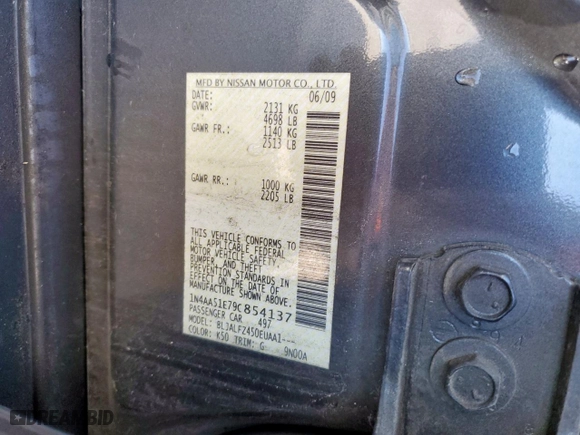 MFD BY NISSAN MOTOR CO., LTD.
DATE: 06/09
GVWR: 2131 KG
4698 LB
GAWR FR.: 1140 KG
2513 LB
GAWR RR.: 1000 KG
2205 LB
THIS VEHICLE CONFORMS TO
ALL APPLICABLE FEDERAL
MOTOR VEHICLE SAFETY,
BUMPER, AND THEFT
PREVENTION STANDARDS IN
EFFECT ON THE DATE OF
MANUFACTURE SHOWN ABOVE.
1N4AA51E79C854137
PASSENGER CAR 497
MODEL: BLJALFZ450EUAA1---
COLOR: K50 TRIM: G 9N00A
DREAMBID